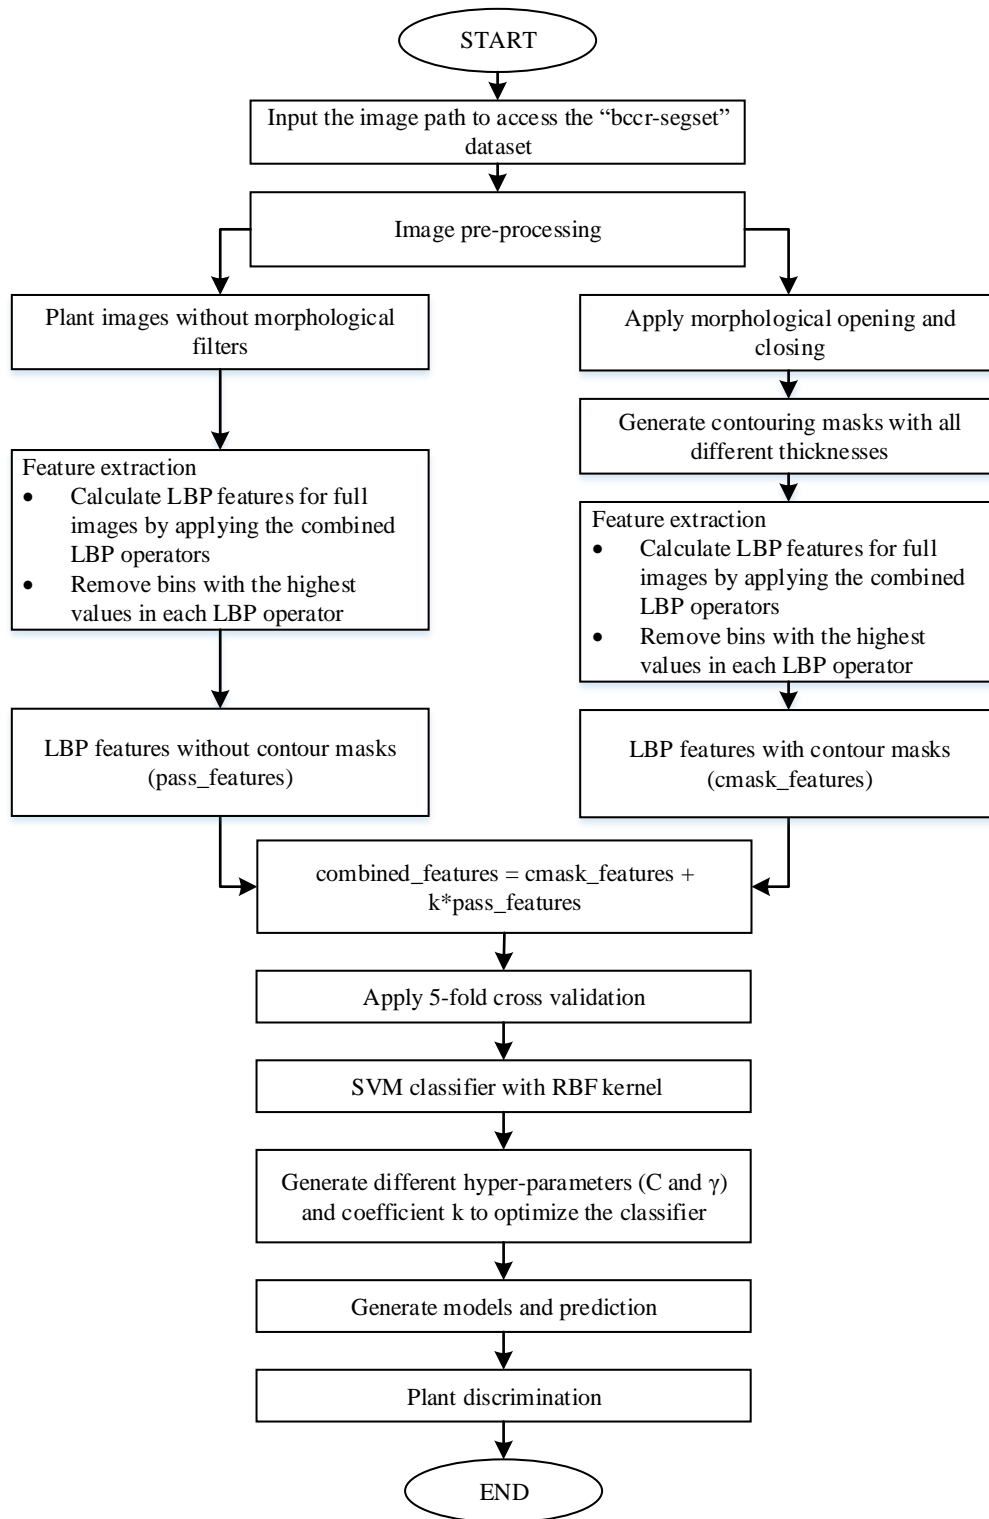 START
Input the image path to access the “bccr-segset”
dataset
Image pre-processing
Plant images without morphological
filters
Apply morphological opening and
closing
Generate contouring masks with all
different thicknesses
Feature extraction
• Calculate LBP features for full
images by applying the combined
LBP operators
• Remove bins with the highest
values in each LBP operator
Feature extraction
• Calculate LBP features for full
images by applying the combined
LBP operators
• Remove bins with the highest
values in each LBP operator
LBP features without contour masks
(pass_features)
LBP features with contour masks
(cmask_features)
combined_features = cmask_features +
k*pass_features
Apply 5-fold cross validation
SVM classifier with RBF kernel
Generate different hyper-parameters (C and γ)
and coefficient k to optimize the classifier
Generate models and prediction
Plant discrimination
END